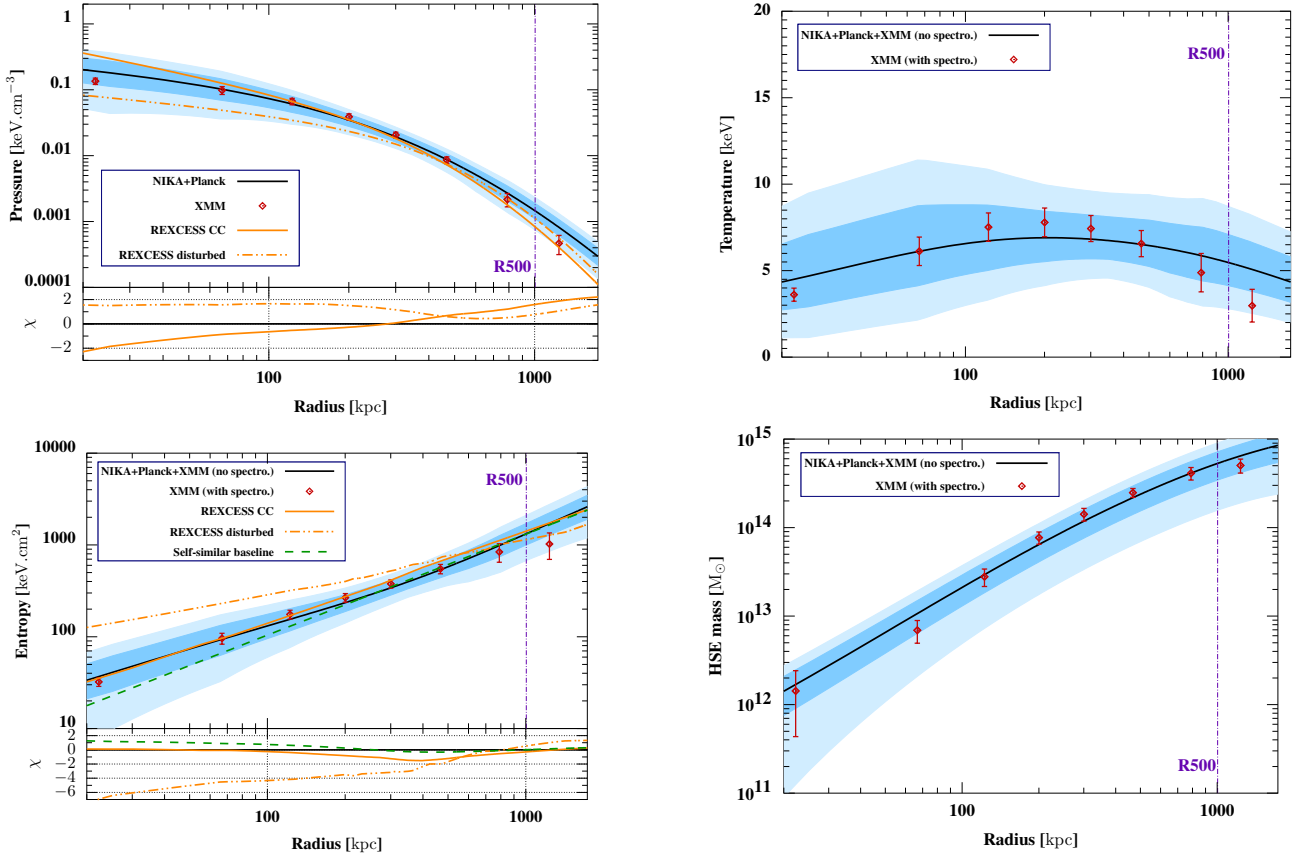 1
0.1
0.01
0.001
0.0001
Pressure [keV.cm⁻³]
NIKA+Planck
XMM
REXCESS CC
REXCESS disturbed
R500
2
0
−2
χ
100
1000
Radius [kpc]
20
15
10
5
0
Temperature [keV]
NIKA+Planck+XMM (no spectro.)
XMM (with spectro.)
R500
100
1000
Radius [kpc]
10000
1000
100
10
Entropy [keV.cm²]
NIKA+Planck+XMM (no spectro.)
XMM (with spectro.)
REXCESS CC
REXCESS disturbed
Self-similar baseline
R500
2
0
−2
−4
−6
χ
100
1000
Radius [kpc]
10¹⁵
10¹⁴
10¹³
10¹²
10¹¹
HSE mass [M⊙]
NIKA+Planck+XMM (no spectro.)
XMM (with spectro.)
R500
100
1000
Radius [kpc]